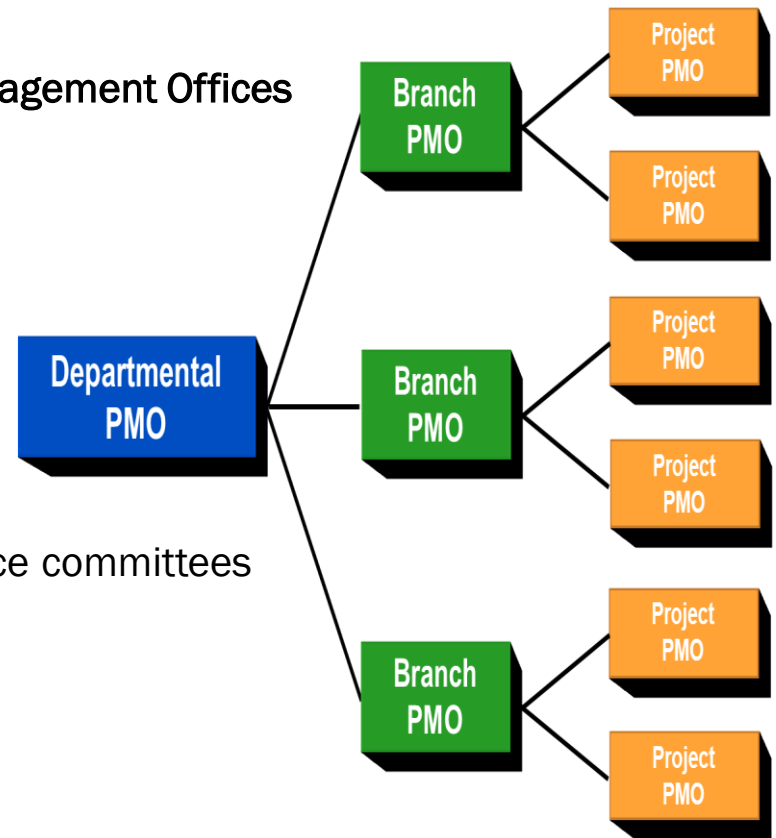 agement Offices
Departmental
PMO
ce committees
Branch
PMO
Project
PMO
Project
PMO
Branch
PMO
Project
PMO
Project
PMO
Branch
PMO
Project
PMO
Project
PMO